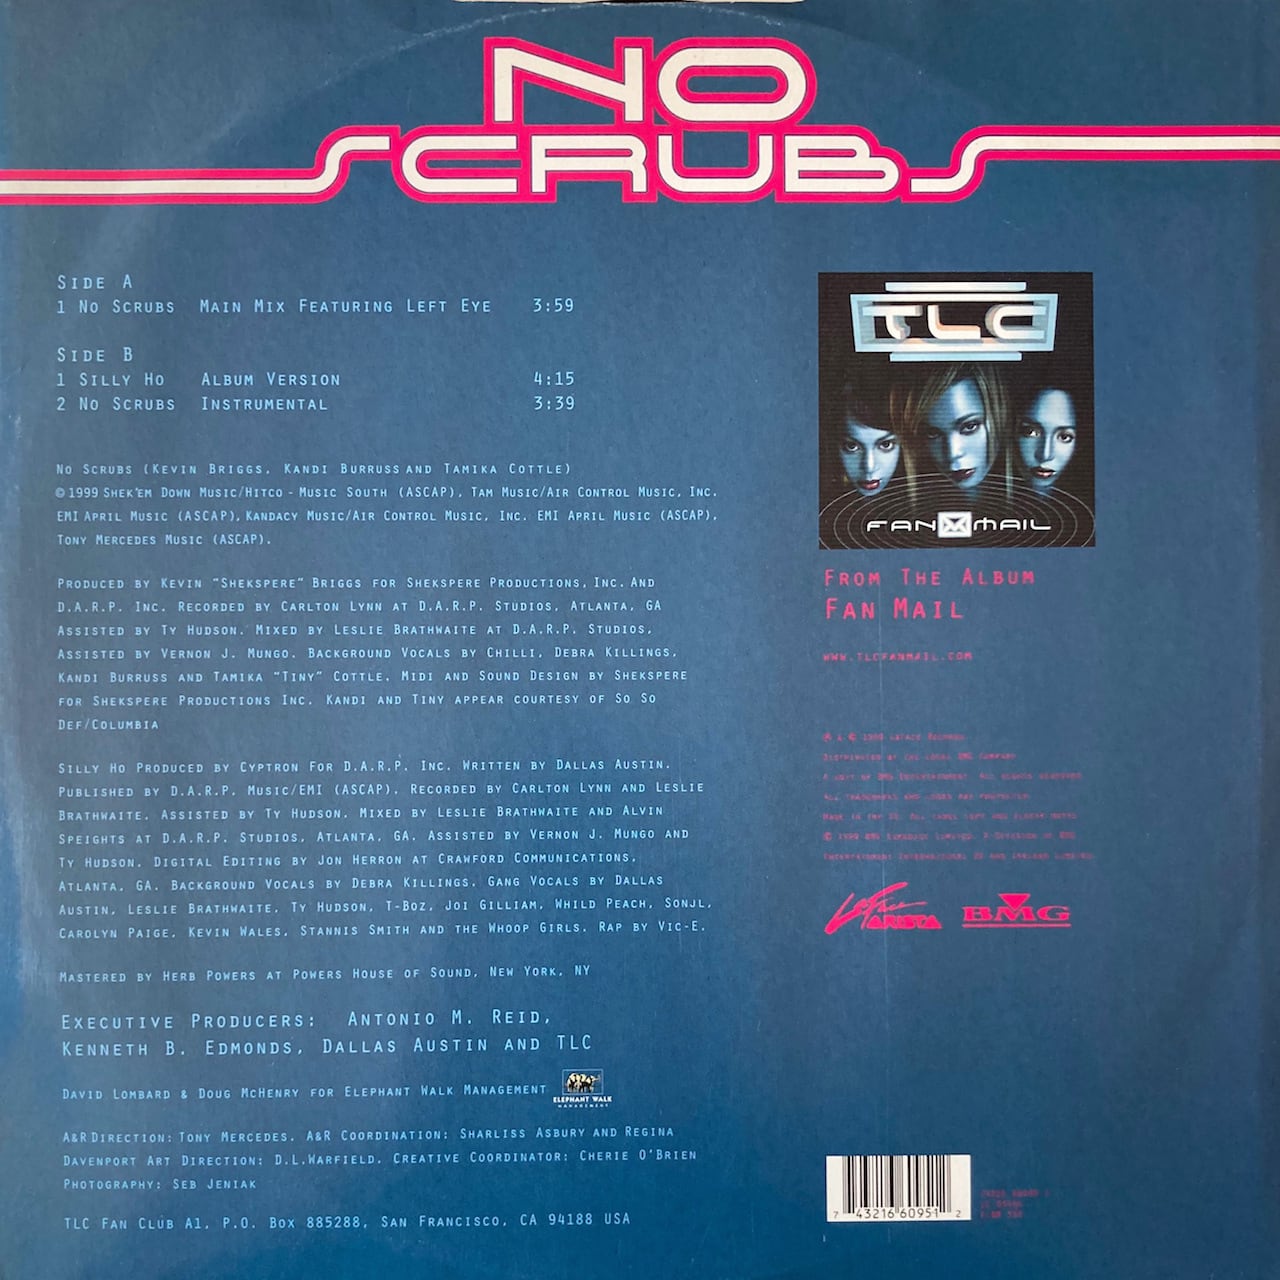 NO
SCRUBS
SIDE A
1 NO SCRUBS MAIN MIX FEATURING LEFT EYE 3:59
SIDE B
1 SILLY HO ALBUM VERSION 4:15
2 NO SCRUBS INSTRUMENTAL 3:39
NO SCRUBS (KEVIN BRIGGS, KANDI BURRUSS AND TAMIKA COTTLE)
© 1999 SHEK'EM DOWN MUSIC/HITCO - MUSIC SOUTH (ASCAP), TAM MUSIC/AIR CONTROL MUSIC, INC.
EMI APRIL MUSIC (ASCAP), KANDACY MUSIC/AIR CONTROL MUSIC, INC. EMI APRIL MUSIC (ASCAP),
TONY MERCEDES MUSIC (ASCAP).
PRODUCED BY KEVIN "SHEKSPERE" BRIGGS FOR SHEKSPERE PRODUCTIONS, INC. AND
D.A.R.P. INC. RECORDED BY CARLTON LYNN AT D.A.R.P. STUDIOS, ATLANTA, GA
ASSISTED BY TY HUDSON. MIXED BY LESLIE BRATHWAITE AT D.A.R.P. STUDIOS,
ASSISTED BY VERNON J. MUNGO. BACKGROUND VOCALS BY CHILLI, DEBRA KILLINGS,
KANDI BURRUSS AND TAMIKA "TINY" COTTLE. MIDI AND SOUND DESIGN BY SHEKSPERE
FOR SHEKSPERE PRODUCTIONS INC. KANDI AND TINY APPEAR COURTESY OF SO SO
DEF/COLUMBIA
SILLY HO PRODUCED BY CYPTRON FOR D.A.R.P. INC. WRITTEN BY DALLAS AUSTIN.
PUBLISHED BY D.A.R.P. MUSIC/EMI (ASCAP). RECORDED BY CARLTON LYNN AND LESLIE
BRATHWAITE. ASSISTED BY TY HUDSON. MIXED BY LESLIE BRATHWAITE AND ALVIN
SPEIGHTS AT D.A.R.P. STUDIOS, ATLANTA, GA. ASSISTED BY VERNON J. MUNGO AND
TY HUDSON. DIGITAL EDITING BY JON HERRON AT CRAWFORD COMMUNICATIONS,
ATLANTA, GA. BACKGROUND VOCALS BY DEBRA KILLINGS. GANG VOCALS BY DALLAS
AUSTIN, LESLIE BRATHWAITE, TY HUDSON, T-BOZ, JOI GILLIAM, WHILD PEACH, SONJI,
CAROLYN PAIGE, KEVIN WALES, STANNIS SMITH AND THE WHOOP GIRLS. RAP BY VIC-E.
MASTERED BY HERB POWERS AT POWERS HOUSE OF SOUND, NEW YORK, NY
EXECUTIVE PRODUCERS: ANTONIO M. REID,
KENNETH B. EDMONDS, DALLAS AUSTIN AND TLC
DAVID LOMBARD & DOUG MCHENRY FOR ELEPHANT WALK MANAGEMENT
ELEPHANT WALK
MANAGEMENT
A&R DIRECTION: TONY MERCEDES. A&R COORDINATION: SHARLISS ASBURY AND REGINA
DAVENPORT ART DIRECTION: D.L.WARFIELD. CREATIVE COORDINATOR: CHERIE O'BRIEN
PHOTOGRAPHY: SEB JENIAK
TLC FAN CLUB A1, P.O. BOX 885288, SAN FRANCISCO, CA 94188 USA
TLC
FAN MAIL
FROM THE ALBUM
FAN MAIL
WWW.TLCFANMAIL.COM
℗ & © 1999 LAFACE RECORDS.
A PART OF BMG ENTERTAINMENT. ALL RIGHTS RESERVED
LaFace
ARISTA
BMG
7 43216 60951 2